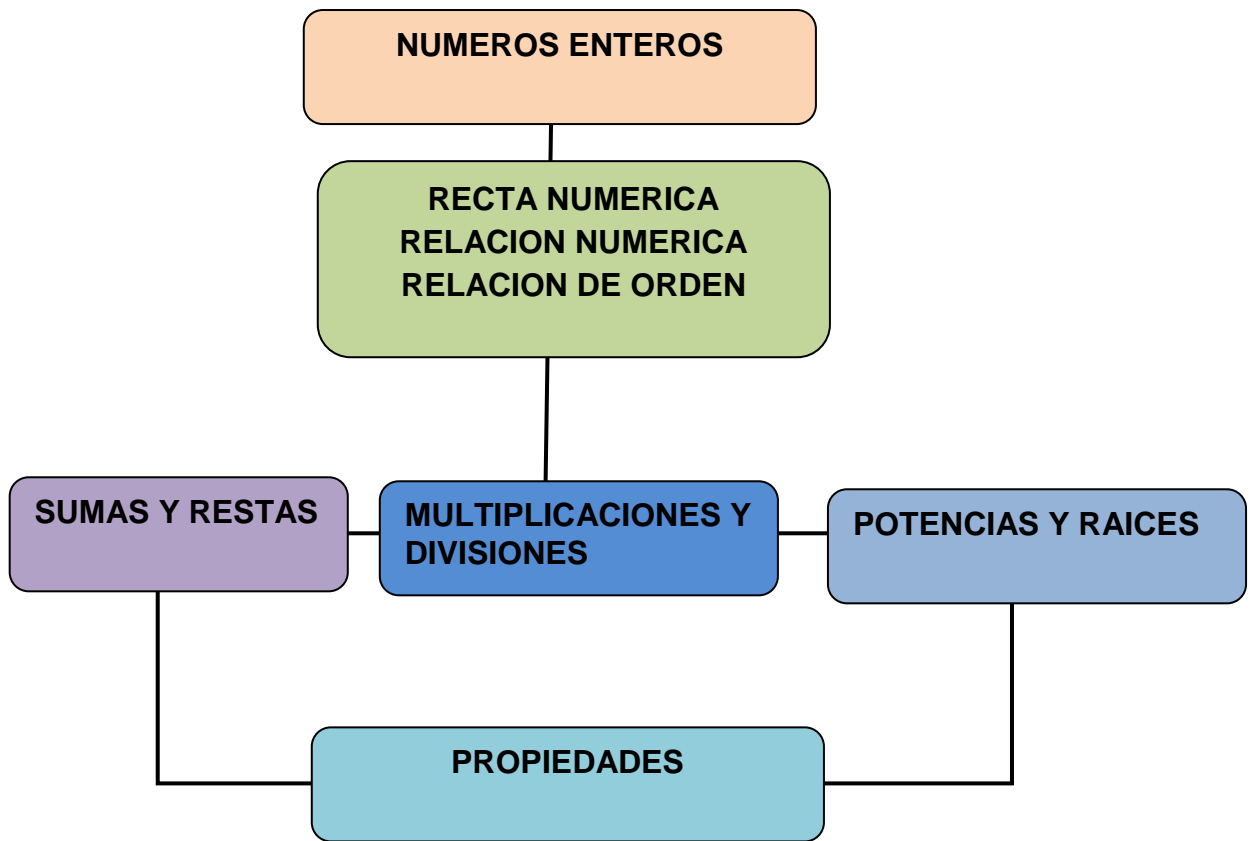 NUMEROS ENTEROS
RECTA NUMERICA
RELACION NUMERICA
RELACION DE ORDEN
SUMAS Y RESTAS
MULTIPLICACIONES Y
DIVISIONES
POTENCIAS Y RAICES
PROPIEDADES